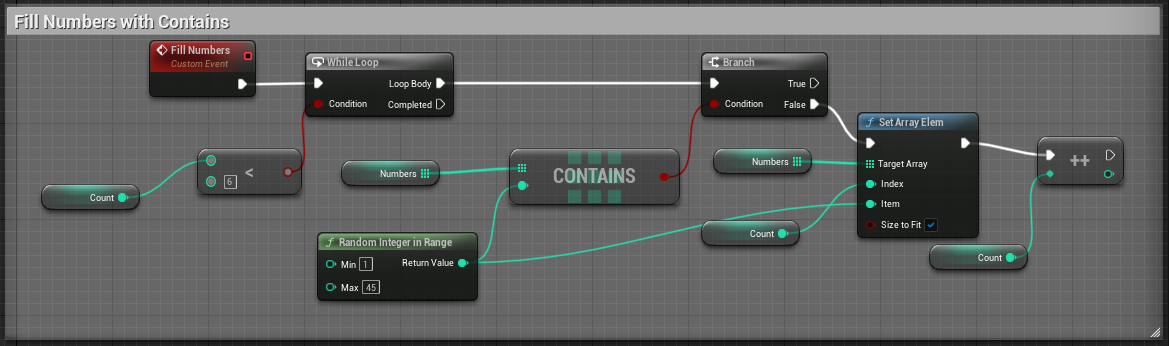 Fill Numbers with Contains
Fill Numbers
Custom Event
While Loop
Loop Body
Condition
Completed
Branch
True
Condition
False
Set Array Elem
Target Array
Index
Item
Size to Fit
++
Count
6
<
Numbers
CONTAINS
Numbers
Count
Count
Random Integer in Range
Min 1
Return Value
Max 45